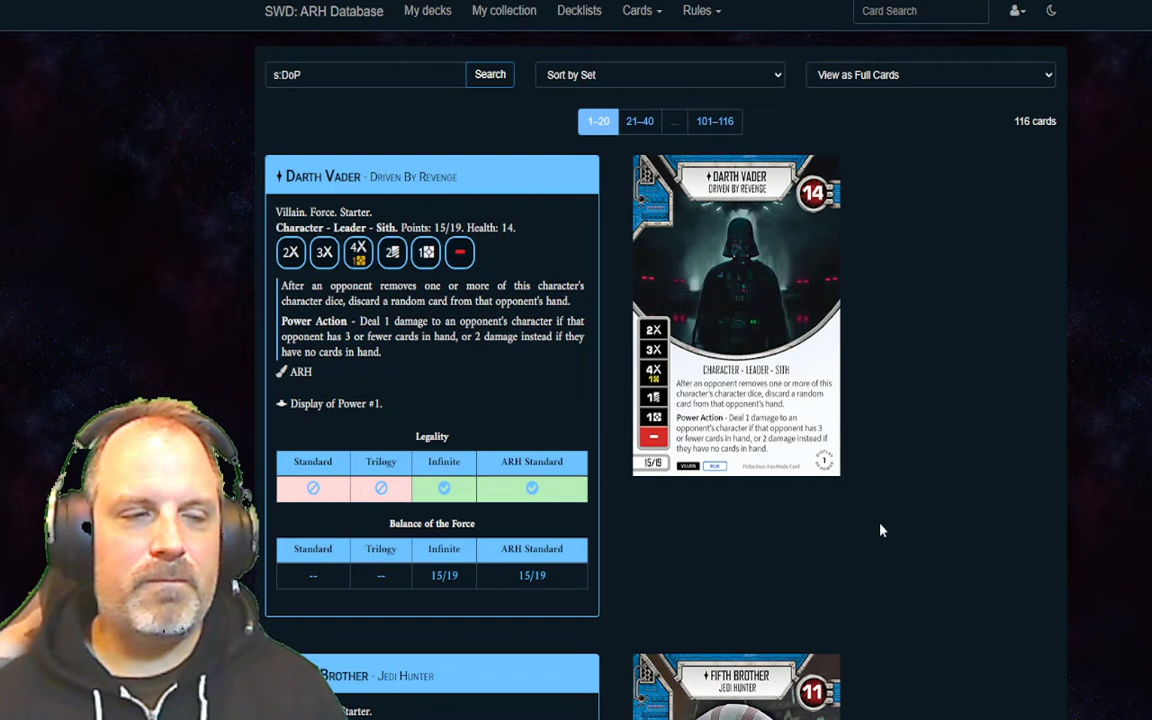 SWD: ARH Database My decks My collection Decklists Cards Rules Card Search
s:DoP Search Sort by Set View as Full Cards
1–20 21–40 ... 101–116 116 cards
DARTH VADER - DRIVEN BY REVENGE
Villain. Force. Starter.
Character - Leader - Sith. Points: 15/19. Health: 14.
2X 3X 4X 2 1 –
1
After an opponent removes one or more of this character's
character dice, discard a random card from that opponent's hand.
Power Action - Deal 1 damage to an opponent's character if that
opponent has 3 or fewer cards in hand, or 2 damage instead if they
have no cards in hand.
ARH
Display of Power #1.
Legality
Standard Trilogy Infinite ARH Standard
Balance of the Force
Standard Trilogy Infinite ARH Standard
-- -- 15/19 15/19
DARTH VADER
DRIVEN BY REVENGE
14
2X
3X
4X
1
1
1
–
15/19
CHARACTER - LEADER - SITH
After an opponent removes one or more of this
character's character dice, discard a random
card from that opponent's hand.
Power Action - Deal 1 damage to an
opponent's character if that opponent has 3
or fewer cards in hand, or 2 damage instead if
they have no cards in hand.
VILLAIN BLUE
1
BROTHER - JEDI HUNTER
Starter.
FIFTH BROTHER
JEDI HUNTER
11